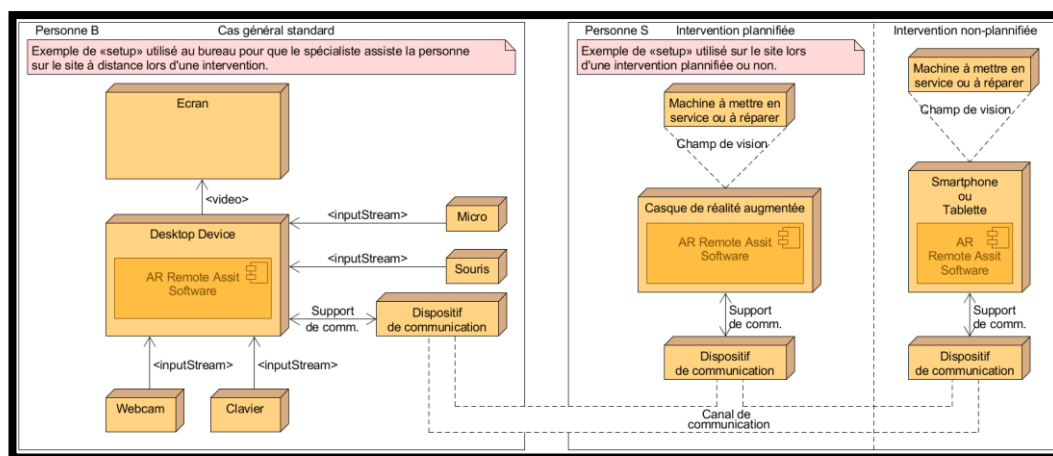 Personne B
Cas général standard
Exemple de «setup» utilisé au bureau pour que le spécialiste assiste la personne
sur le site à distance lors d'une intervention.
Ecran
<video>
Desktop Device
AR Remote Assit
Software
<inputStream>
Micro
<inputStream>
Souris
Support
de comm.
Dispositif
de communication
<inputStream>
<inputStream>
Webcam
Clavier
Personne S
Intervention plannifiée
Exemple de «setup» utilisé sur le site lors
d'une intervention plannifiée ou non.
Machine à mettre en
service ou à réparer
Champ de vision
Casque de réalité augmentée
AR Remote Assit
Software
Support
de comm.
Dispositif
de communication
Intervention non-plannifiée
Machine à mettre en
service ou à réparer
Champ de vision
Smartphone
ou
Tablette
AR
Remote Assit
Software
Support
de comm.
Dispositif
de communication
Canal de
communication